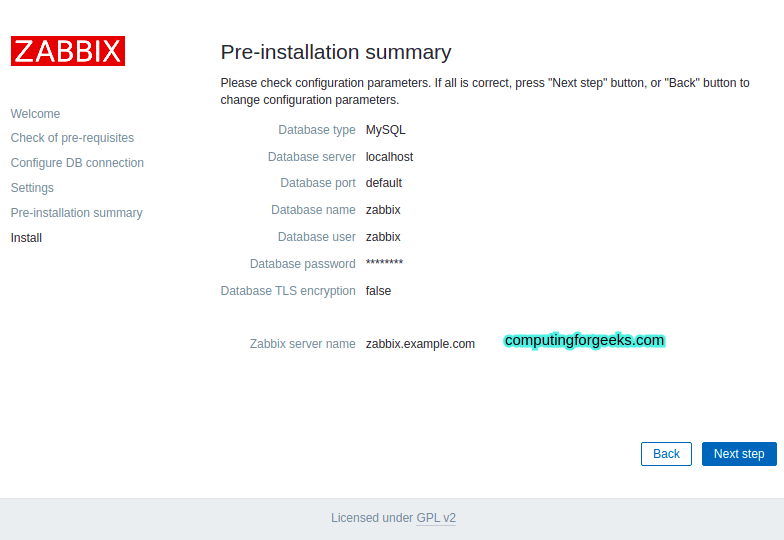 ZABBIX
Welcome
Check of pre-requisites
Configure DB connection
Settings
Pre-installation summary
Install
Pre-installation summary
Please check configuration parameters. If all is correct, press "Next step" button, or "Back" button to
change configuration parameters.
Database type MySQL
Database server localhost
Database port default
Database name zabbix
Database user zabbix
Database password ********
Database TLS encryption false
Zabbix server name zabbix.example.com
computingforgeeks.com
Back Next step
Licensed under GPL v2